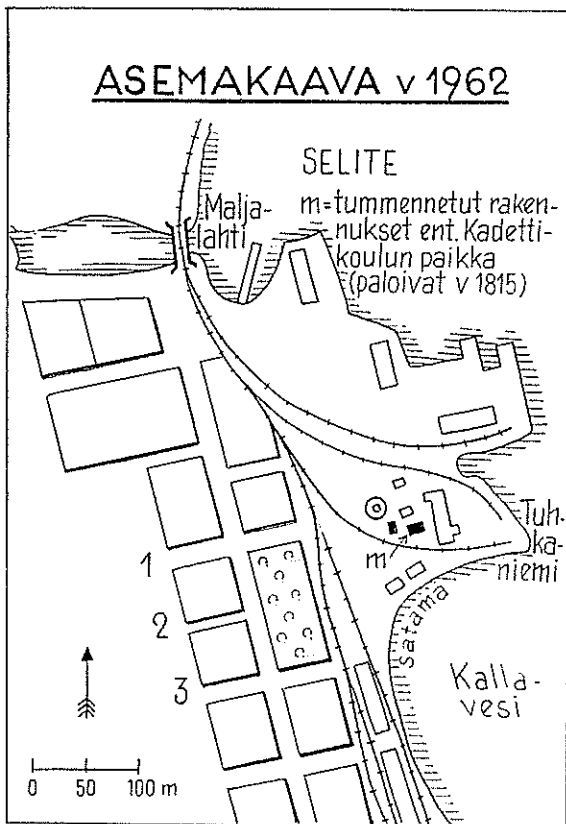 ASEMAKAAVA v 1962
SELITE
m=tummennetut raken-
nukset ent. Kadetti-
koulun paikka
(paloivat v 1815)
Malja-
lahti
Tuh-
ka-
niemi
m
1
2
3
Satama
Kalla-
vesi
0 50 100 m